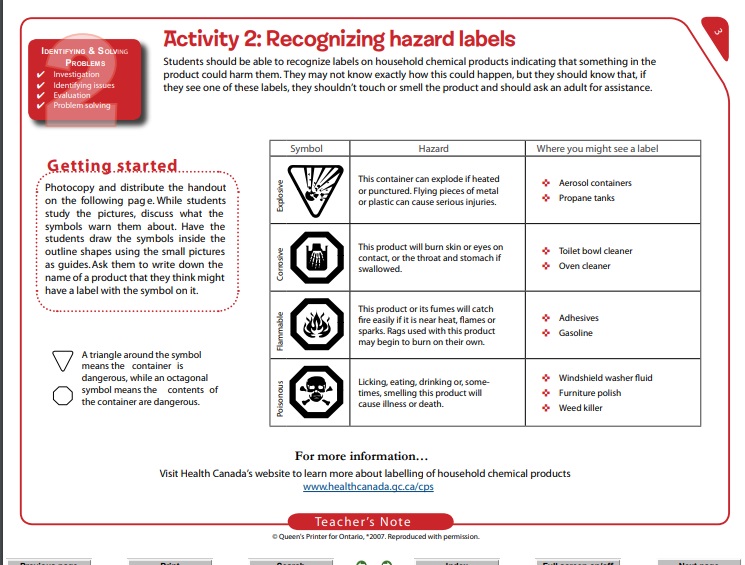 3
IDENTIFYING & SOLVING
PROBLEMS
2
✔ Investigation
✔ Identifying issues
✔ Evaluation
✔ Problem solving
Activity 2: Recognizing hazard labels
Students should be able to recognize labels on household chemical products indicating that something in the
product could harm them. They may not know exactly how this could happen, but they should know that, if
they see one of these labels, they shouldn't touch or smell the product and should ask an adult for assistance.
Getting started
Photocopy and distribute the handout
on the following page. While students
study the pictures, discuss what the
symbols warn them about. Have the
students draw the symbols inside the
outline shapes using the small pictures
as guides. Ask them to write down the
name of a product that they think might
have a label with the symbol on it.
A triangle around the symbol
means the container is
dangerous, while an octagonal
symbol means the contents of
the container are dangerous.
Symbol Hazard Where you might see a label
Explosive
This container can explode if heated
or punctured. Flying pieces of metal
or plastic can cause serious injuries.
❖ Aerosol containers
❖ Propane tanks
Corrosive
This product will burn skin or eyes on
contact, or the throat and stomach if
swallowed.
❖ Toilet bowl cleaner
❖ Oven cleaner
Flammable
This product or its fumes will catch
fire easily if it is near heat, flames or
sparks. Rags used with this product
may begin to burn on their own.
❖ Adhesives
❖ Gasoline
Poisonous
Licking, eating, drinking or, some-
times, smelling this product will
cause illness or death.
❖ Windshield washer fluid
❖ Furniture polish
❖ Weed killer
For more information…
Visit Health Canada's website to learn more about labelling of household chemical products
www.healthcanada.gc.ca/cps
Teacher's Note
© Queen's Printer for Ontario, *2007. Reproduced with permission.
Previous page Print Search Index Full screen on/off Next page